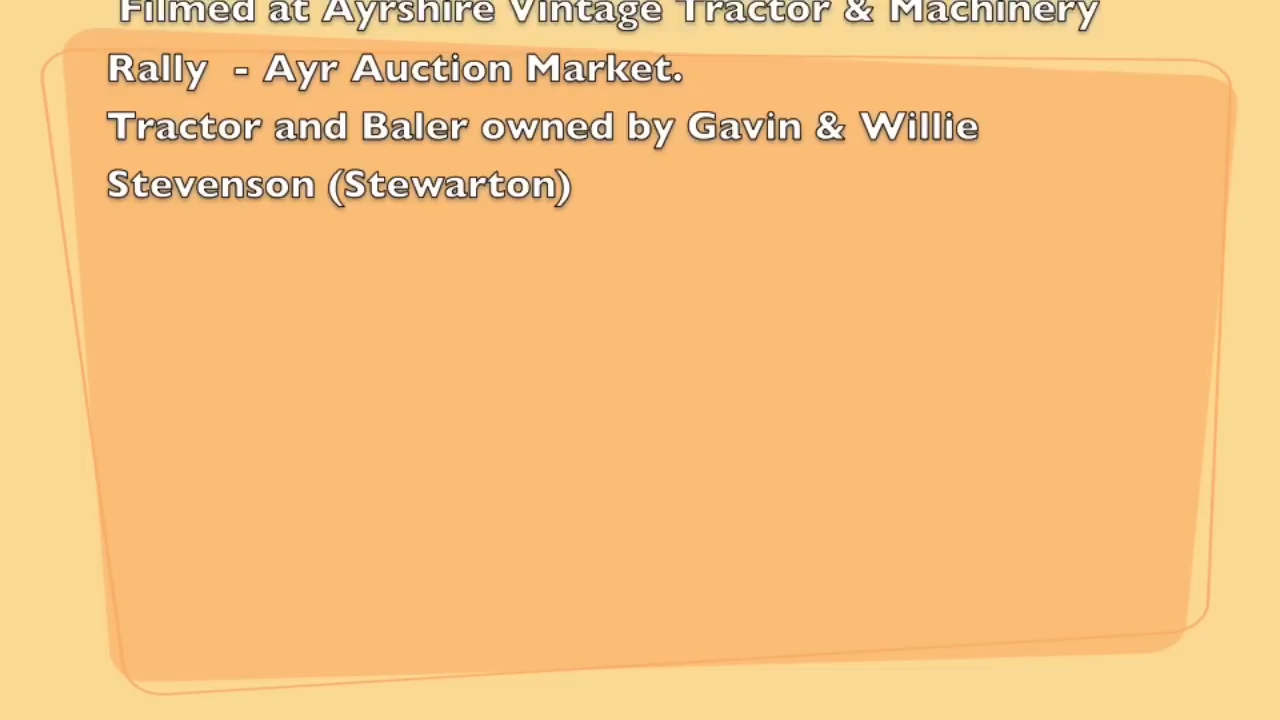 Filmed at Ayrshire Vintage Tractor & Machinery
Rally - Ayr Auction Market.
Tractor and Baler owned by Gavin & Willie
Stevenson (Stewarton)